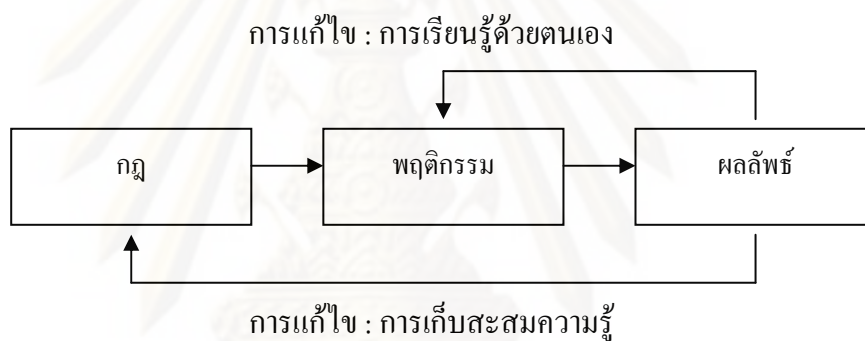 การแก้ไข : การเรียนรู้ด้วยตนเอง
กฎ
พฤติกรรม
ผลลัพธ์
การแก้ไข : การเก็บสะสมความรู้